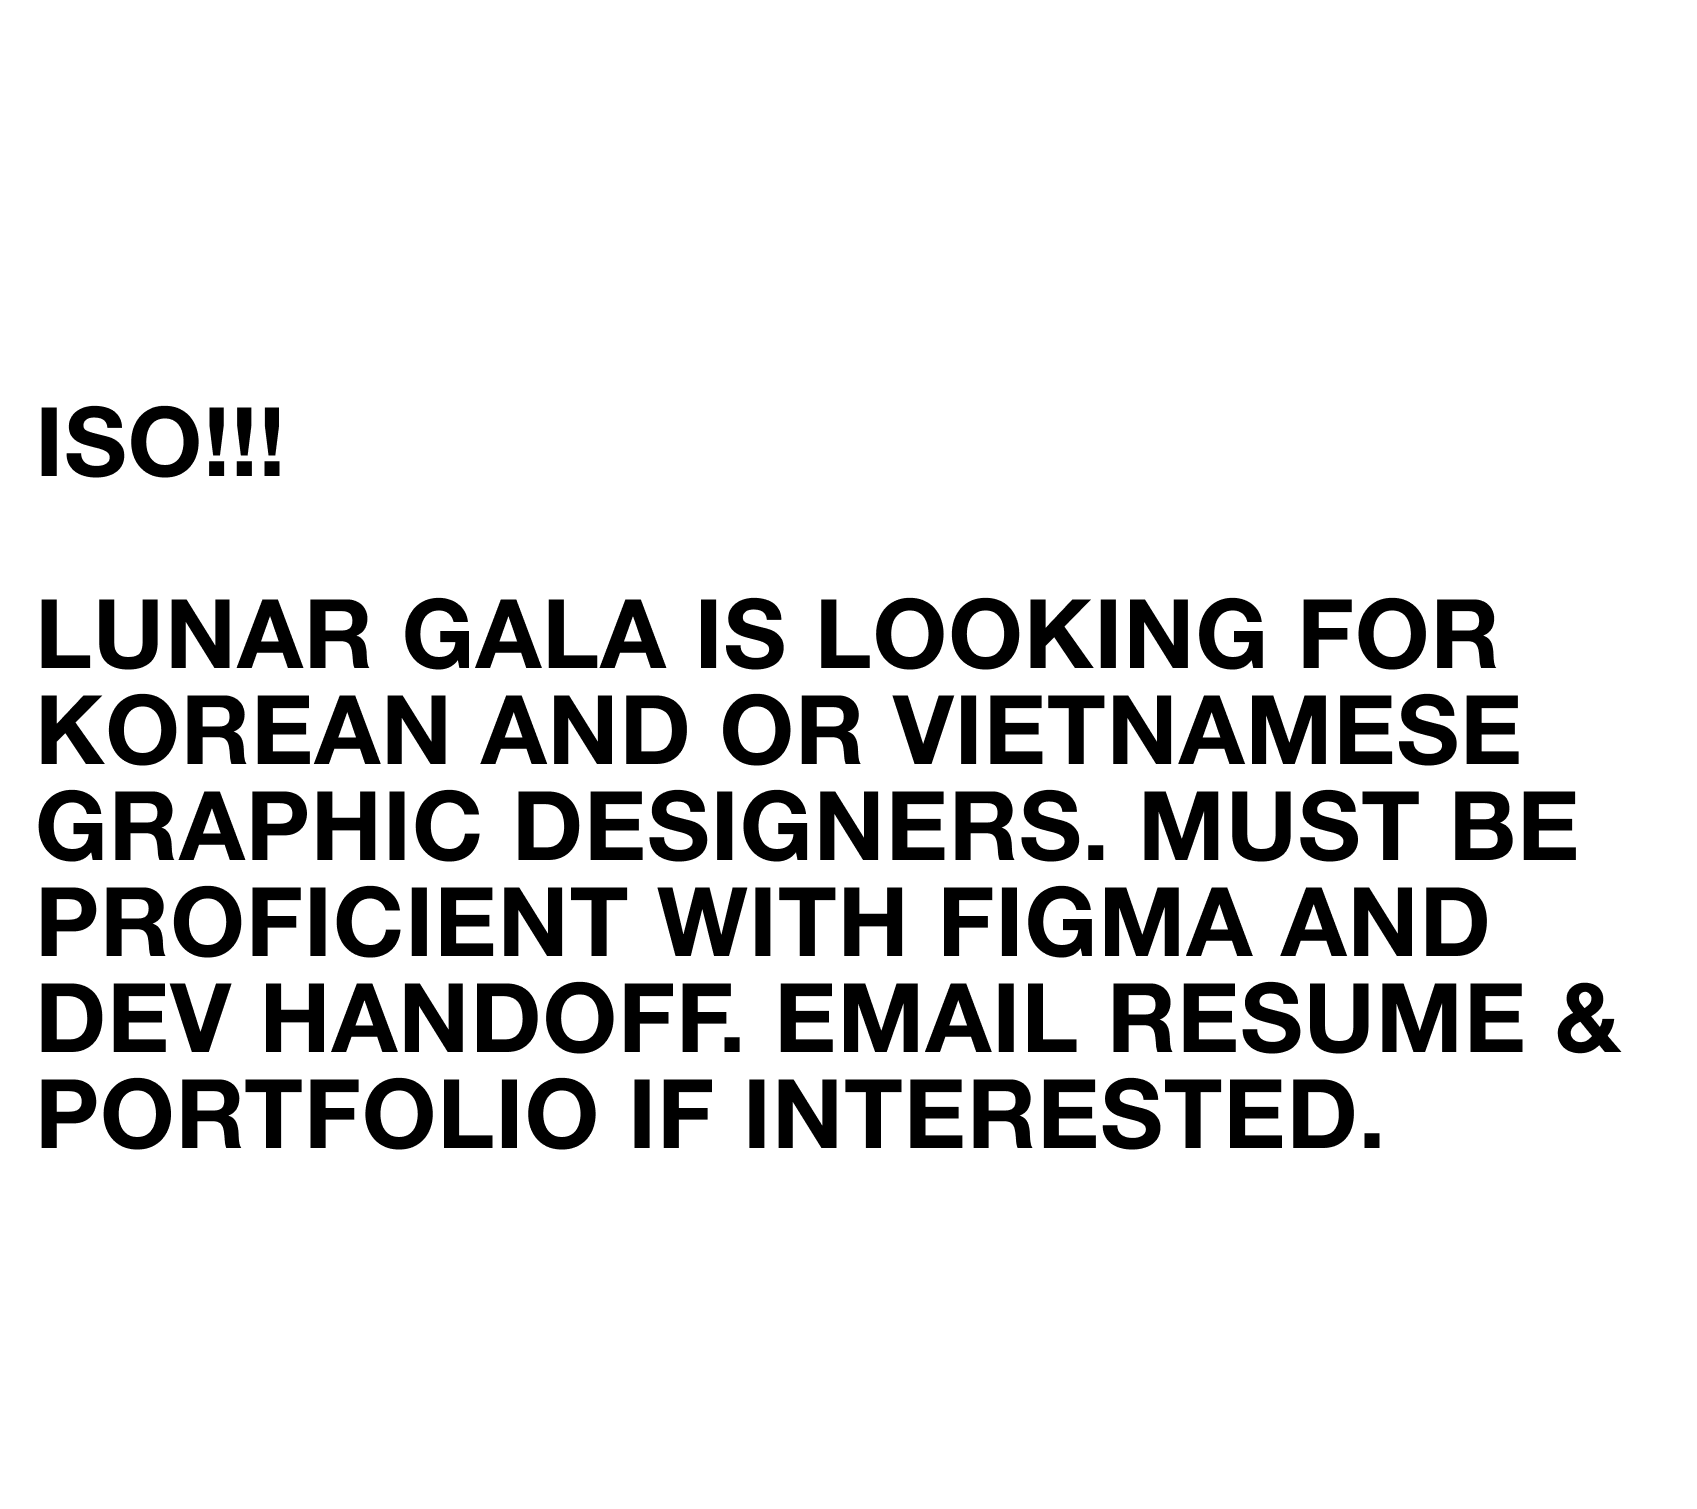 ISO!!!
LUNAR GALA IS LOOKING FOR
KOREAN AND OR VIETNAMESE
GRAPHIC DESIGNERS. MUST BE
PROFICIENT WITH FIGMA AND
DEV HANDOFF. EMAIL RESUME &
PORTFOLIO IF INTERESTED.